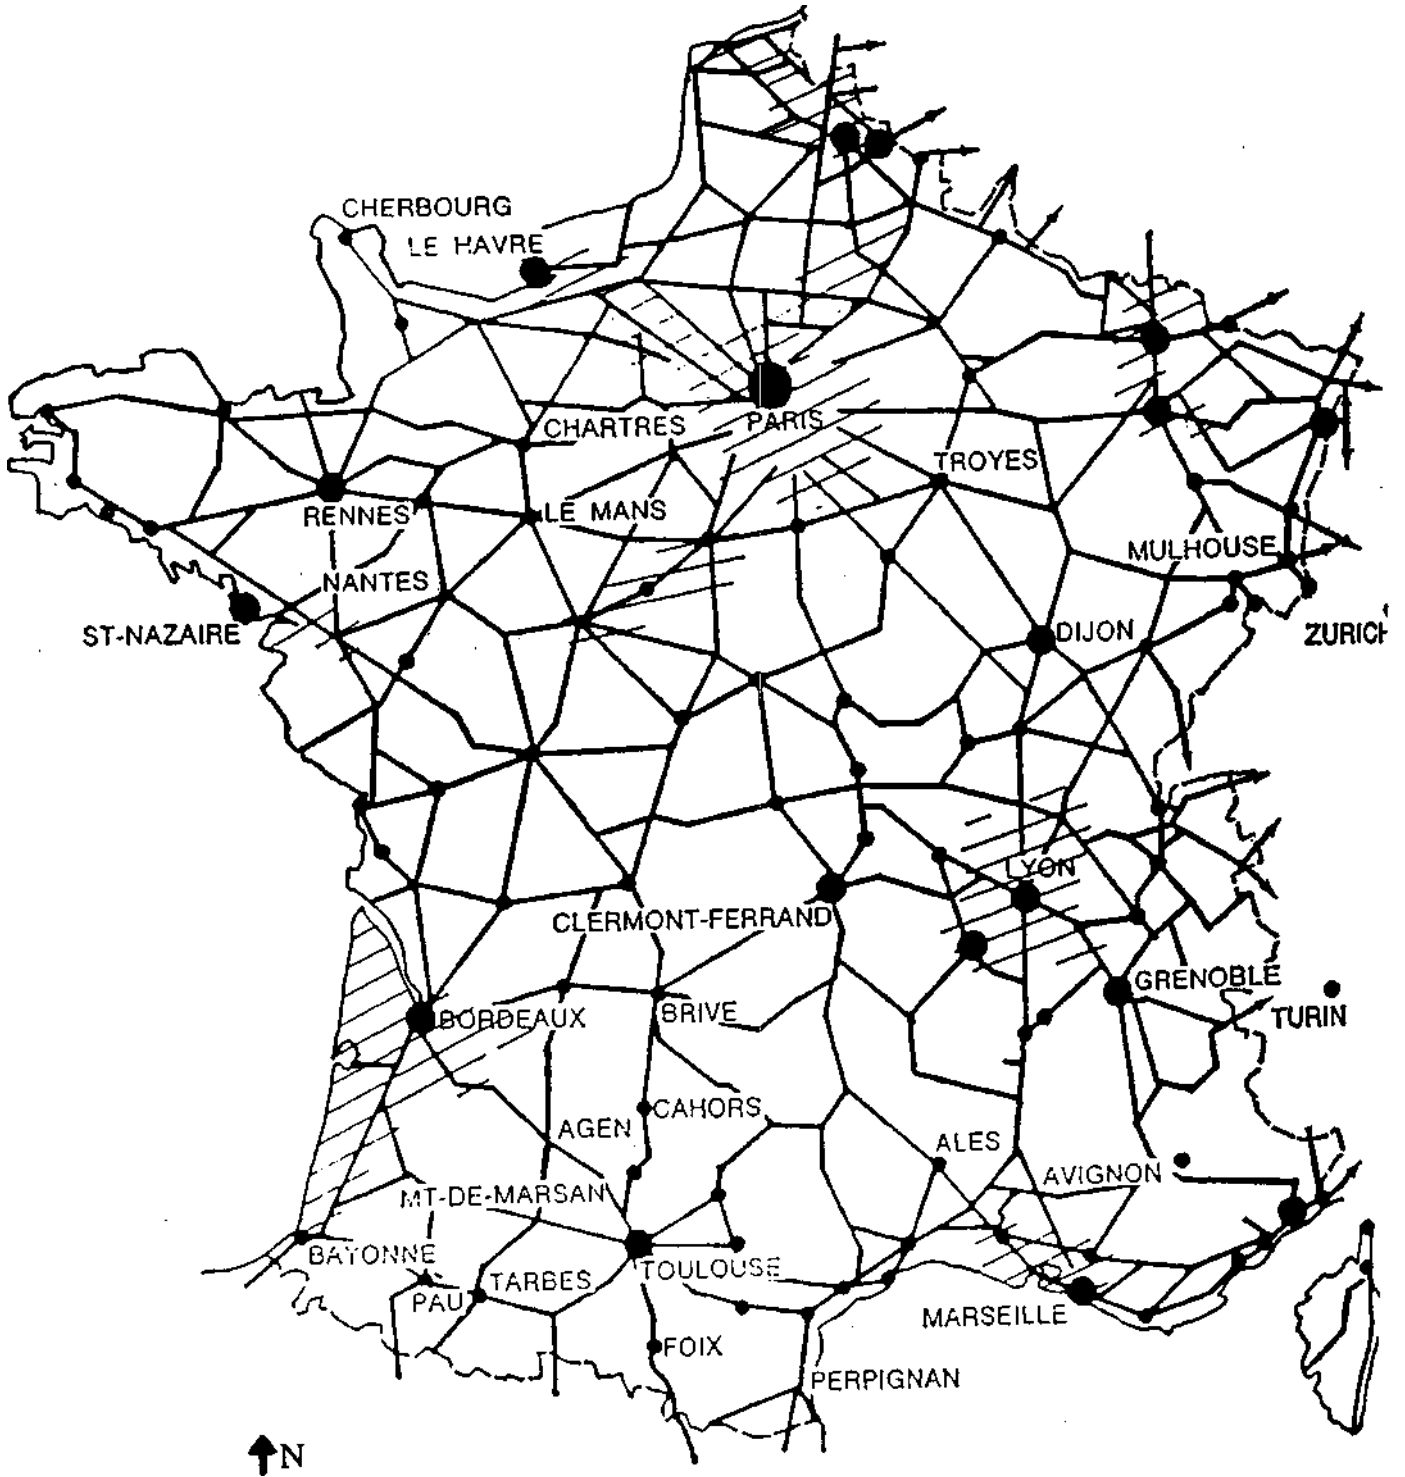 CHERBOURG
LE HAVRE
CHARTRES
PARIS
TROYES
RENNES
LE MANS
MULHOUSE
NANTES
ST-NAZAIRE
DIJON
ZURICH
LYON
CLERMONT-FERRAND
GRENOBLE
BORDEAUX
BRIVE
TURIN
CAHORS
AGEN
ALES
AVIGNON
MT-DE-MARSAN
BAYONNE
TOULOUSE
TARBES
PAU
MARSEILLE
FOIX
PERPIGNAN
N